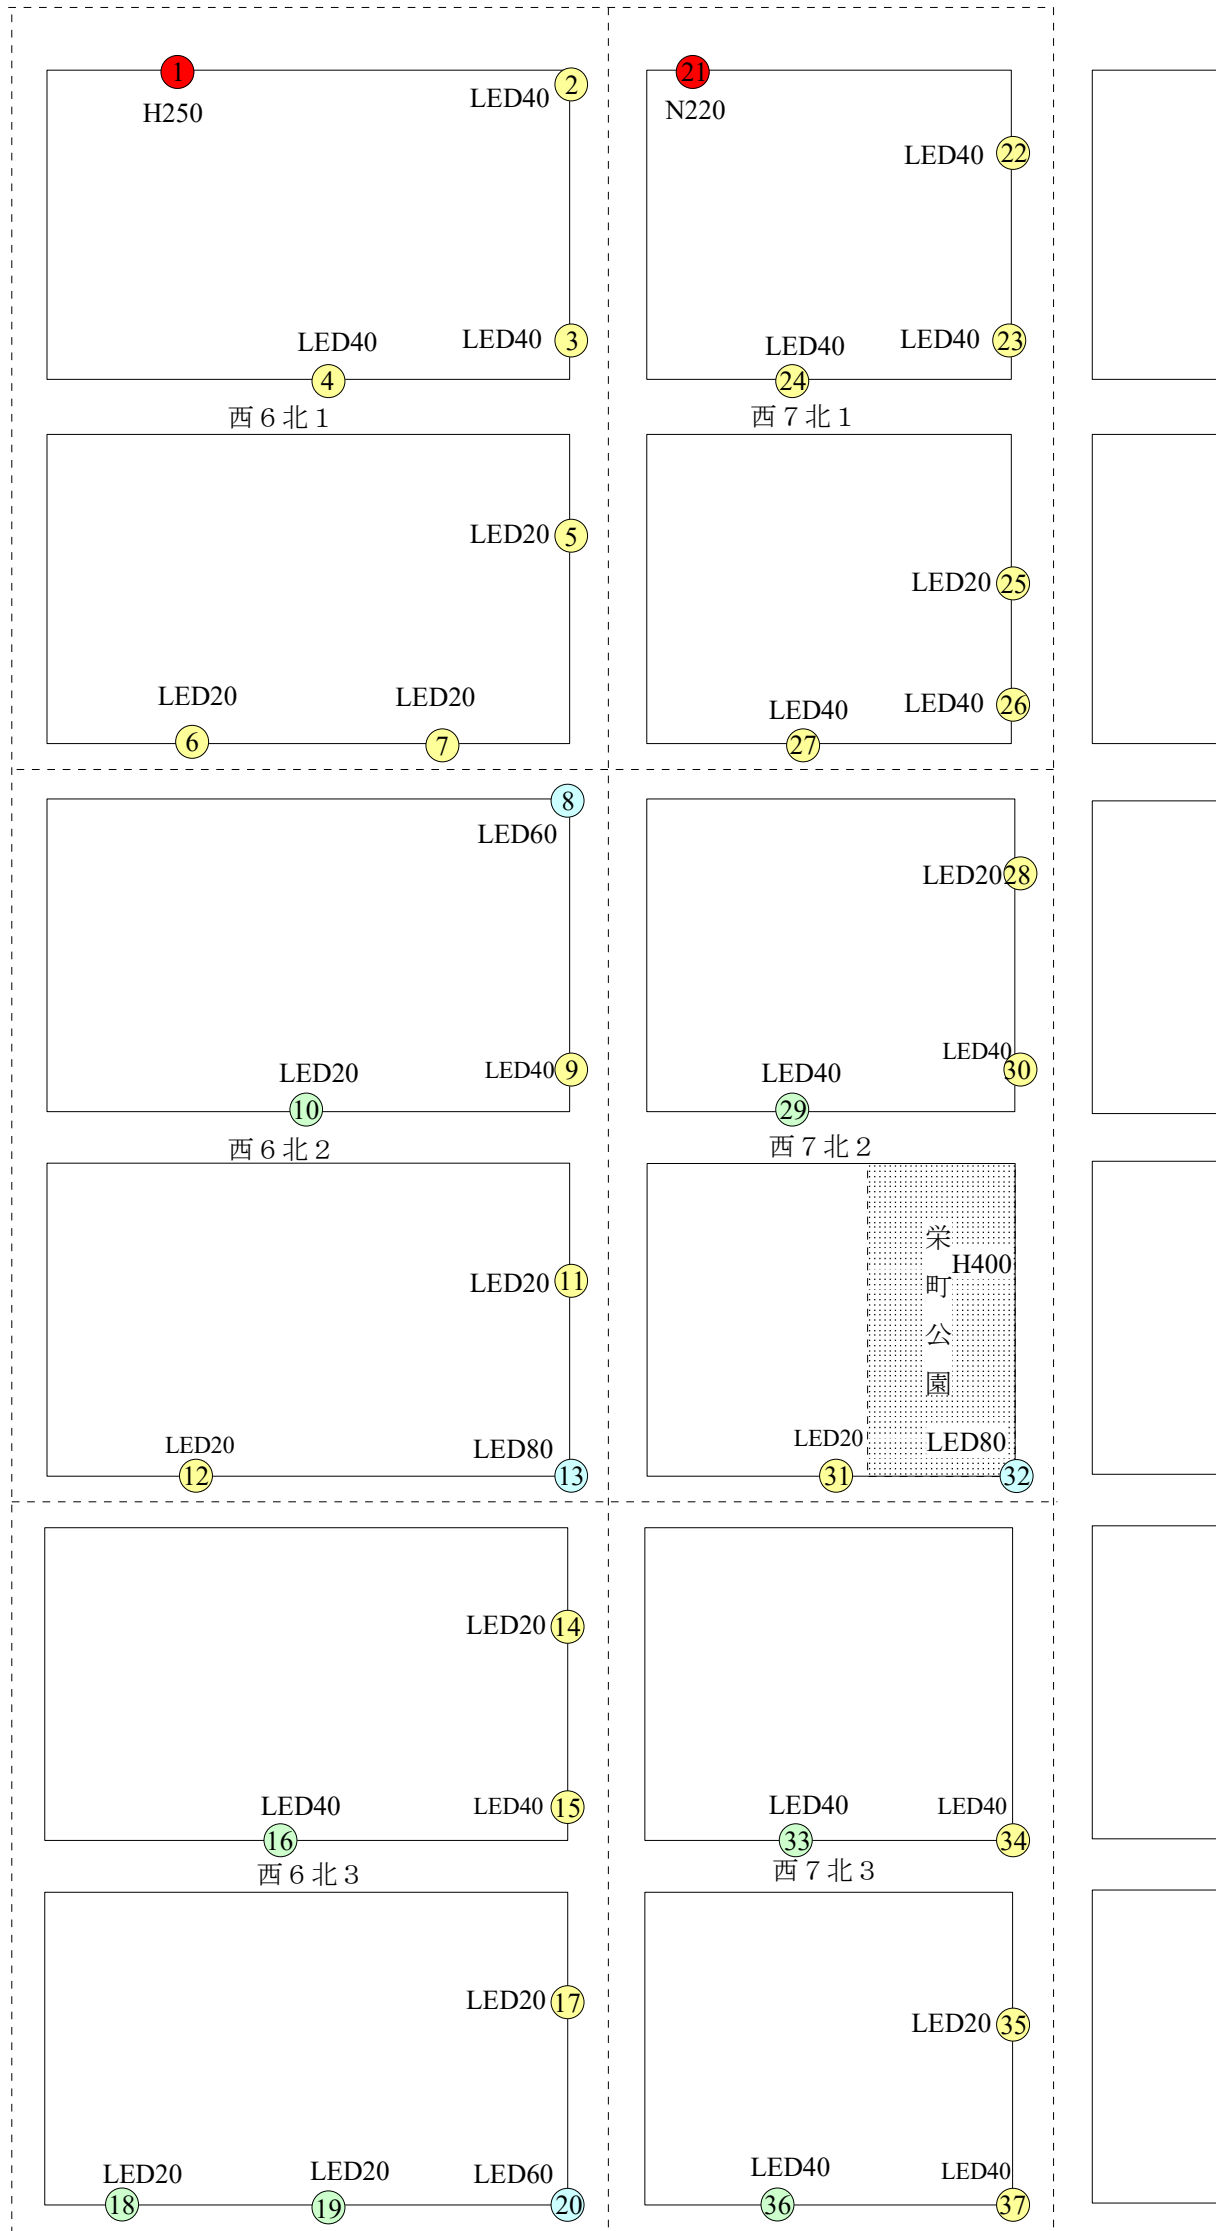 1
H250
LED40 2
LED40 3
LED40
4
西6北1
LED20 5
LED20
6
LED20
7
8
LED60
LED40 9
LED20
10
西6北2
LED20 11
LED20
12
LED80
13
LED20 14
LED40 15
LED40
16
西6北3
LED20 17
LED20
18
LED20
19
LED60
20
21
N220
LED40 22
LED40 23
LED40
24
西7北1
LED20 25
LED40 26
LED40
27
LED20 28
LED40
30
LED40
29
西7北2
栄町公園
H400
LED20
31
LED80
32
LED40
33
LED40
34
西7北3
LED20 35
LED40
36
LED40
37